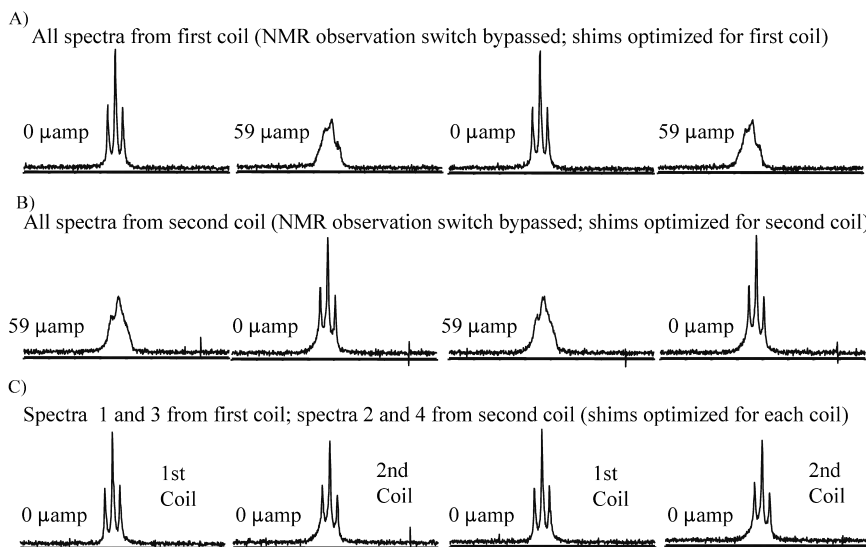 A)
All spectra from first coil (NMR observation switch bypassed; shims optimized for first coil)
0 μamp
59 μamp
0 μamp
59 μamp
B)
All spectra from second coil (NMR observation switch bypassed; shims optimized for second coil)
59 μamp
0 μamp
59 μamp
0 μamp
C)
Spectra 1 and 3 from first coil; spectra 2 and 4 from second coil (shims optimized for each coil)
1st
Coil
0 μamp
2nd
Coil
0 μamp
1st
Coil
0 μamp
2nd
Coil
0 μamp